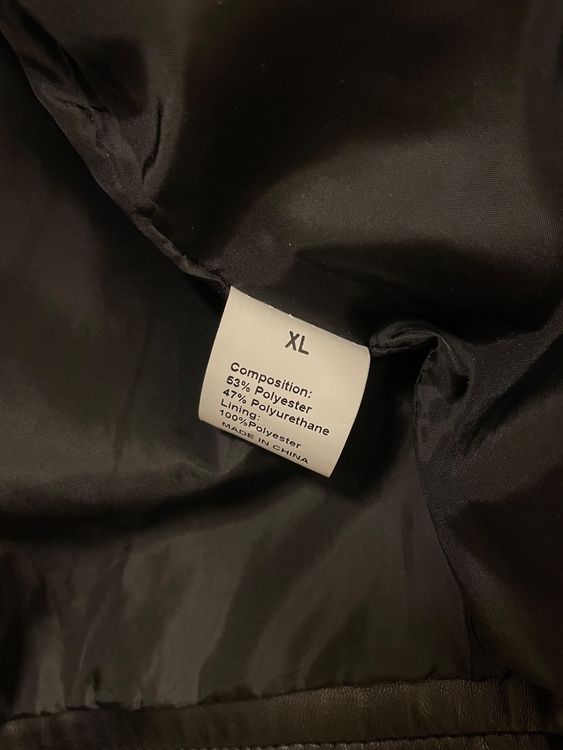 XL
Composition:
53% Polyester
47% Polyurethane
Lining:
100%Polyester
MADE IN CHINA